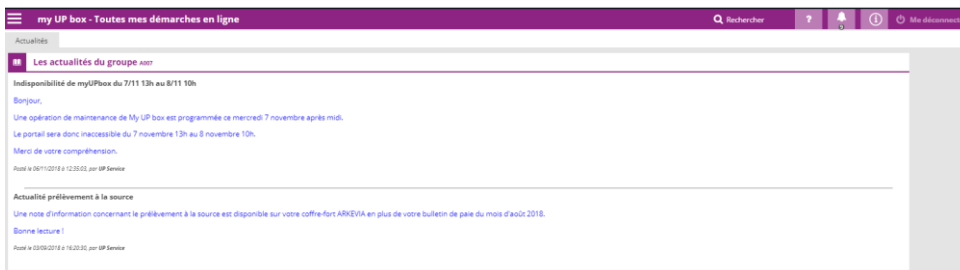 my UP box - Toutes mes démarches en ligne
Rechercher
?
3
Me déconnect
Actualités
Les actualités du groupe A007
Indisponibilité de myUPbox du 7/11 13h au 8/11 10h
Bonjour,
Une opération de maintenance de My UP box est programmée ce mercredi 7 novembre après midi.
Le portail sera donc inaccessible du 7 novembre 13h au 8 novembre 10h.
Merci de votre compréhension.
Posté le 06/11/2018 à 12:35:03, par UP Service
Actualité prélèvement à la source
Une note d'information concernant le prélèvement à la source est disponible sur votre coffre-fort ARKEVIA en plus de votre bulletin de paie du mois d'août 2018.
Bonne lecture !
Posté le 03/09/2018 à 16:20:30, par UP Service